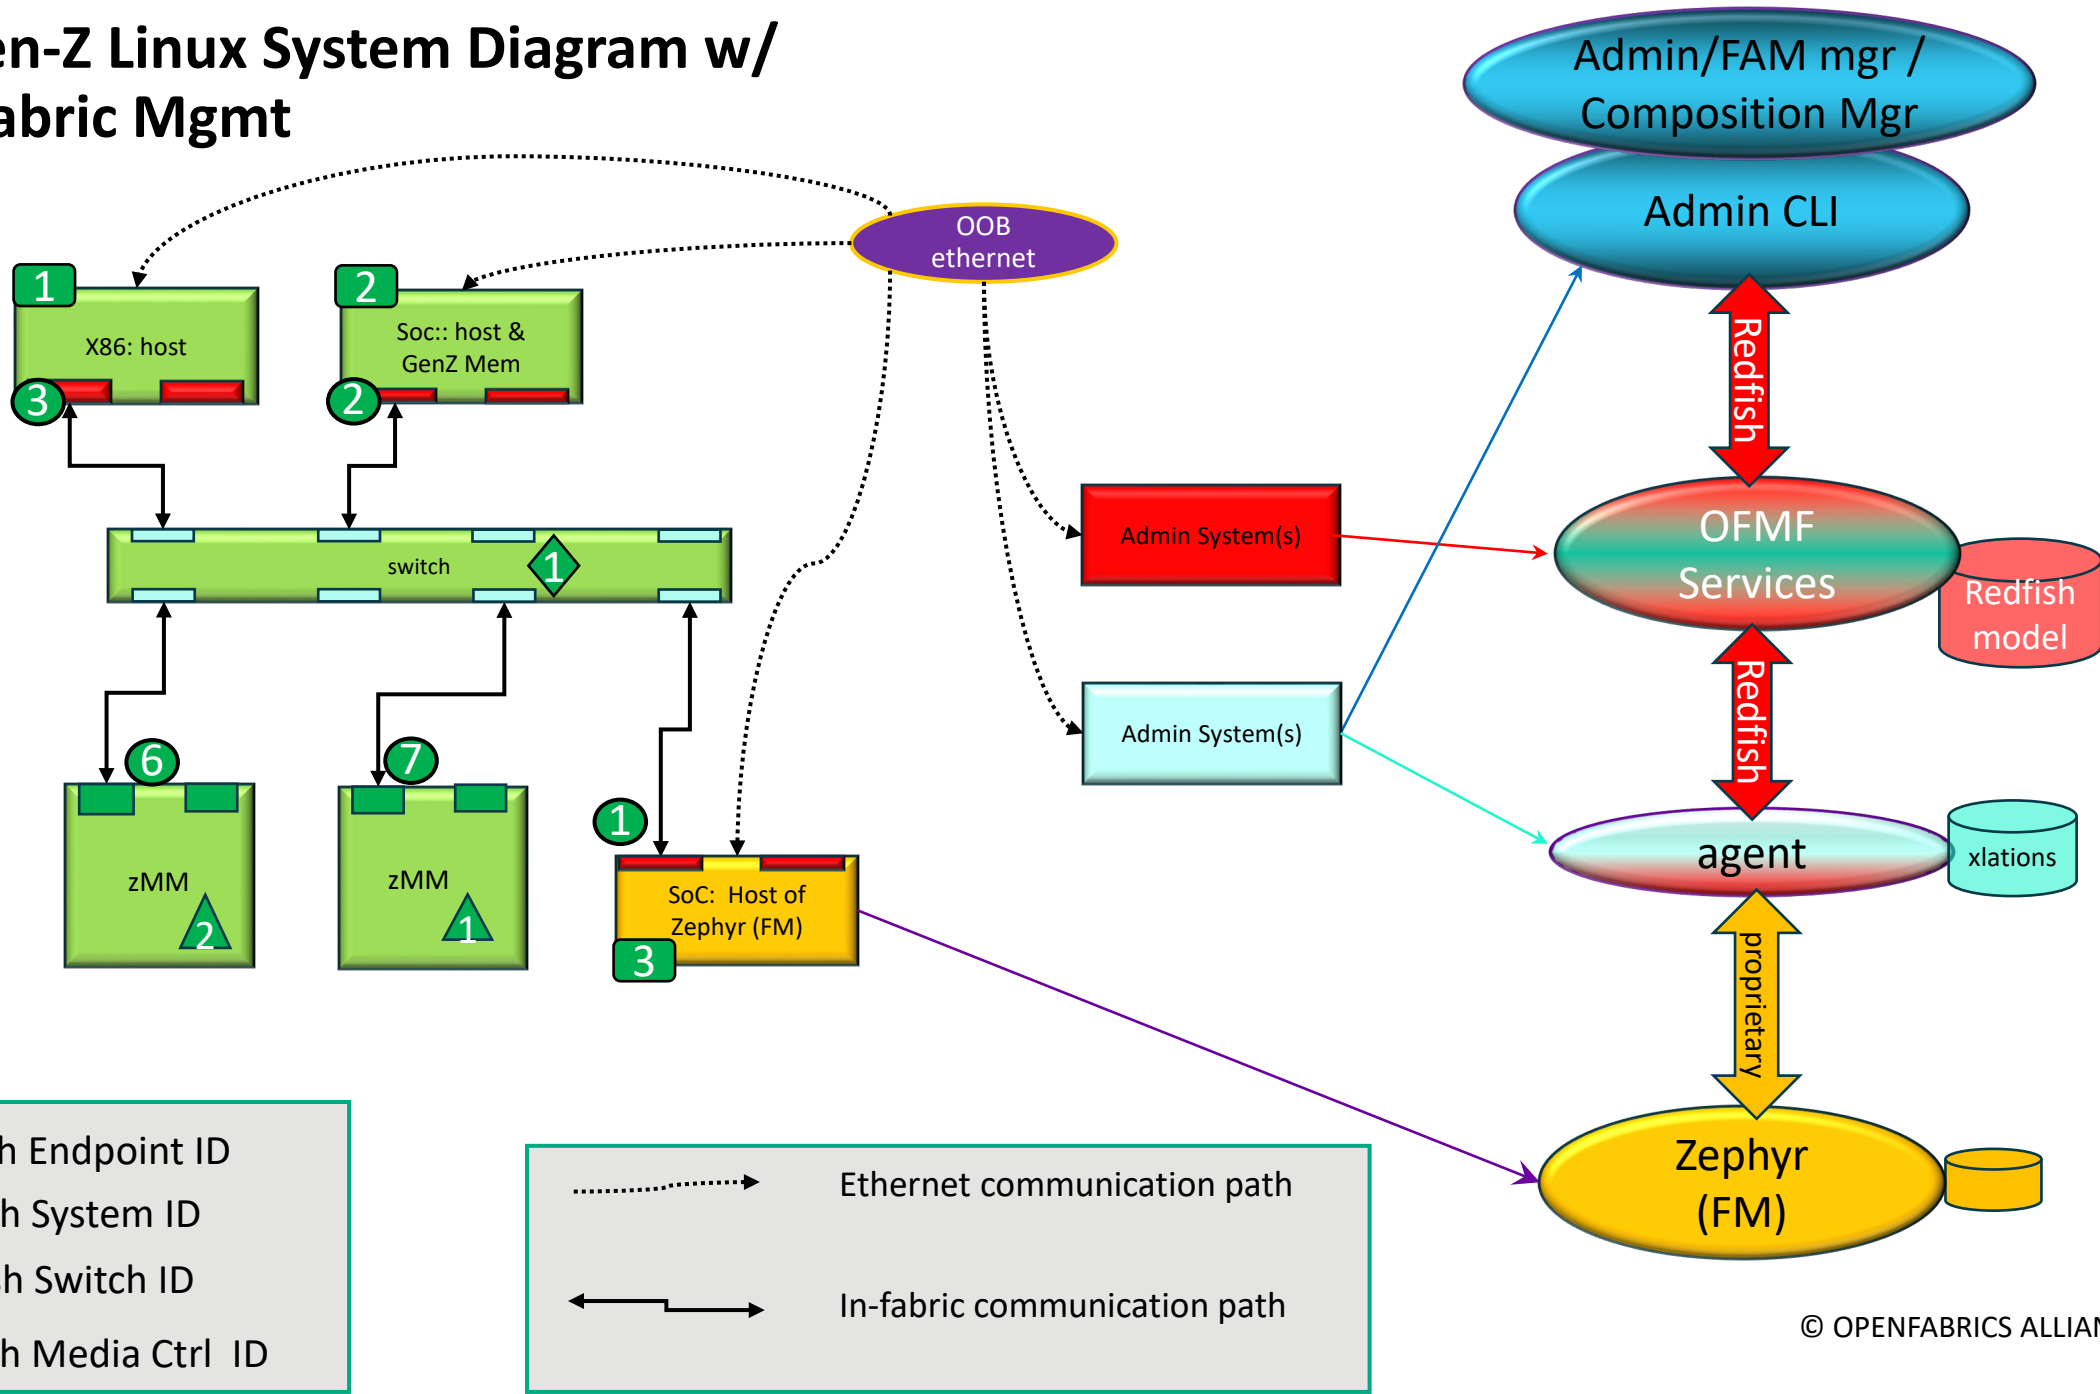 en-Z Linux System Diagram w/
abric Mgmt
Admin/FAM mgr /
Composition Mgr
Admin CLI
OOB
ethernet
1
X86: host
3
2
Soc:: host &
GenZ Mem
2
Redfish
Admin System(s)
OFMF
Services
Redfish
model
switch
1
Redfish
Admin System(s)
6
zMM
2
7
zMM
1
1
SoC: Host of
Zephyr (FM)
3
agent
xlations
proprietary
Zephyr
(FM)
h Endpoint ID
h System ID
h Switch ID
h Media Ctrl ID
Ethernet communication path
In-fabric communication path
© OPENFABRICS ALLIAN